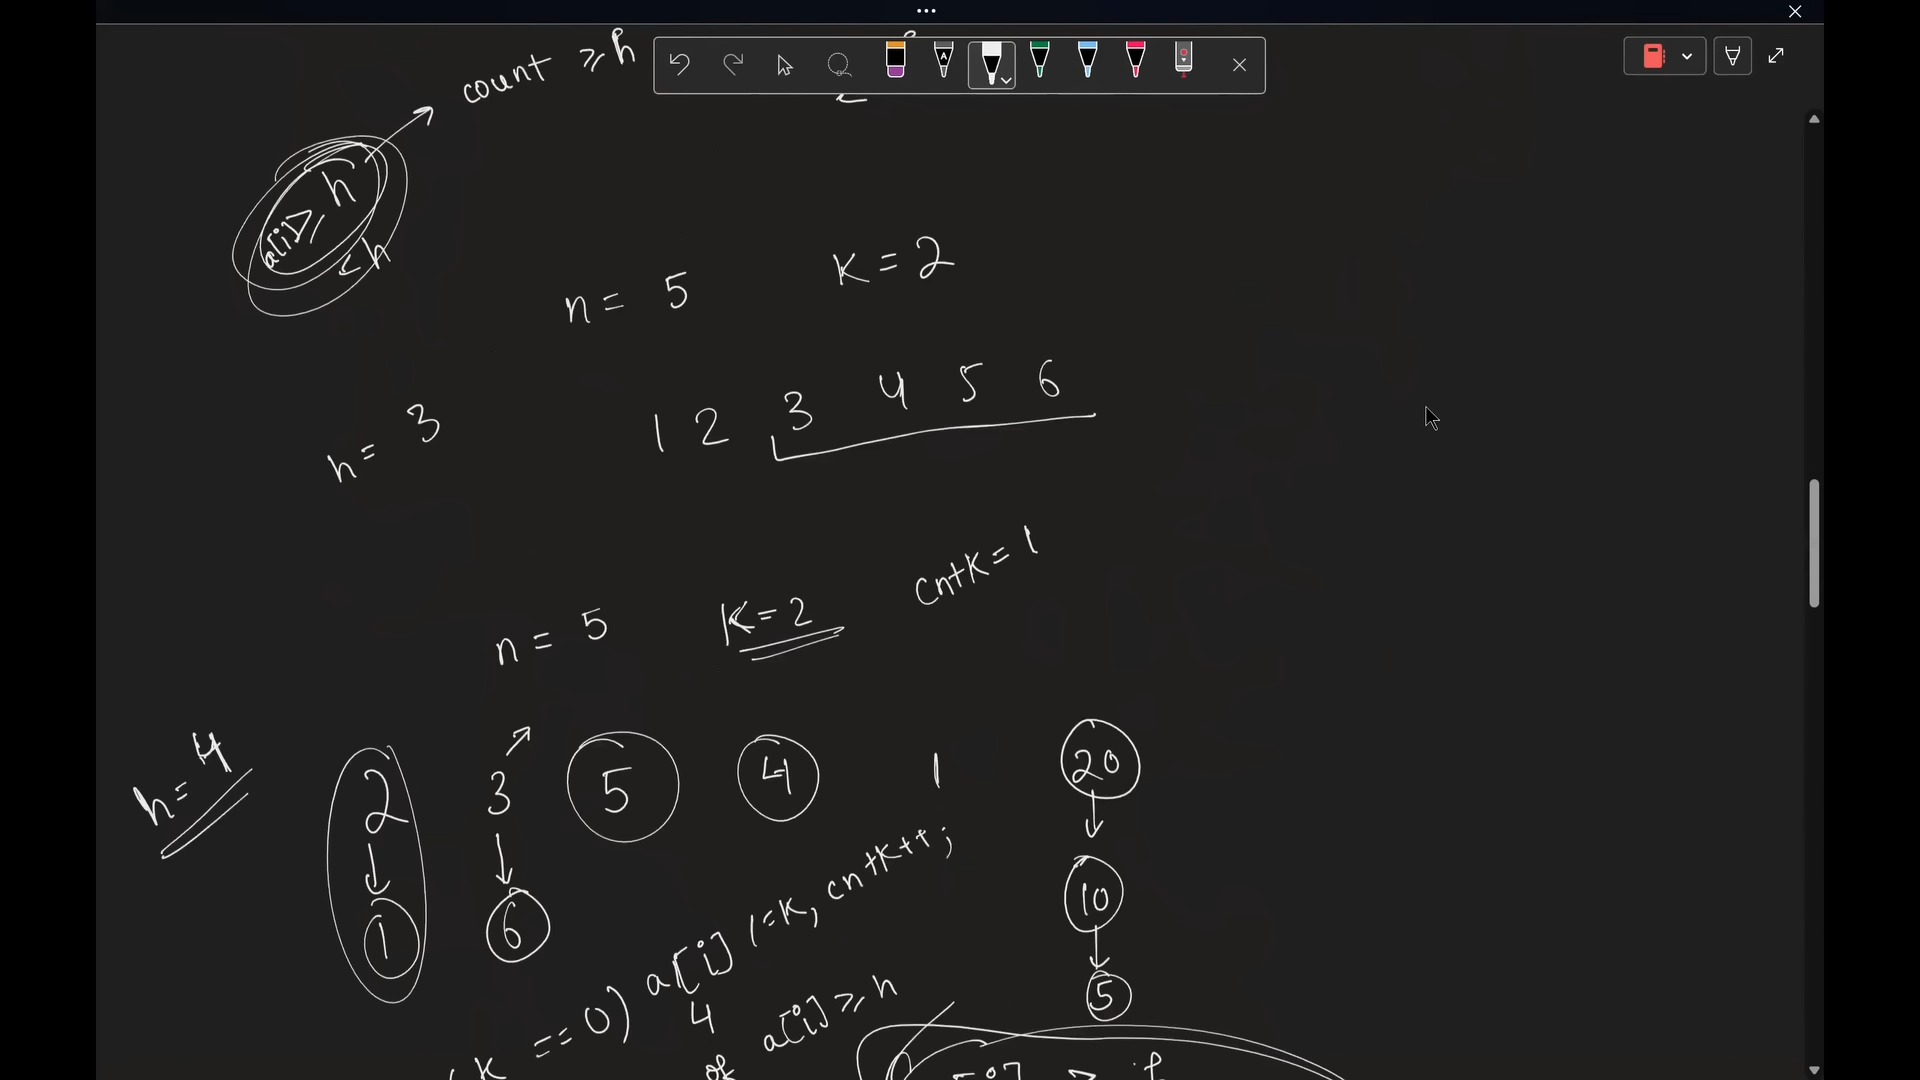 count ≥ h
a[i] ≥ h
< h
n = 5 K = 2
h = 3
1 2 3 4 5 6
n = 5 K = 2 cntK = 1
h = 4
2 3 5 4 1 20
1 6 10
5
a[i] /= K, cntK++;
K == 0) 4
of a[i] ≥ h